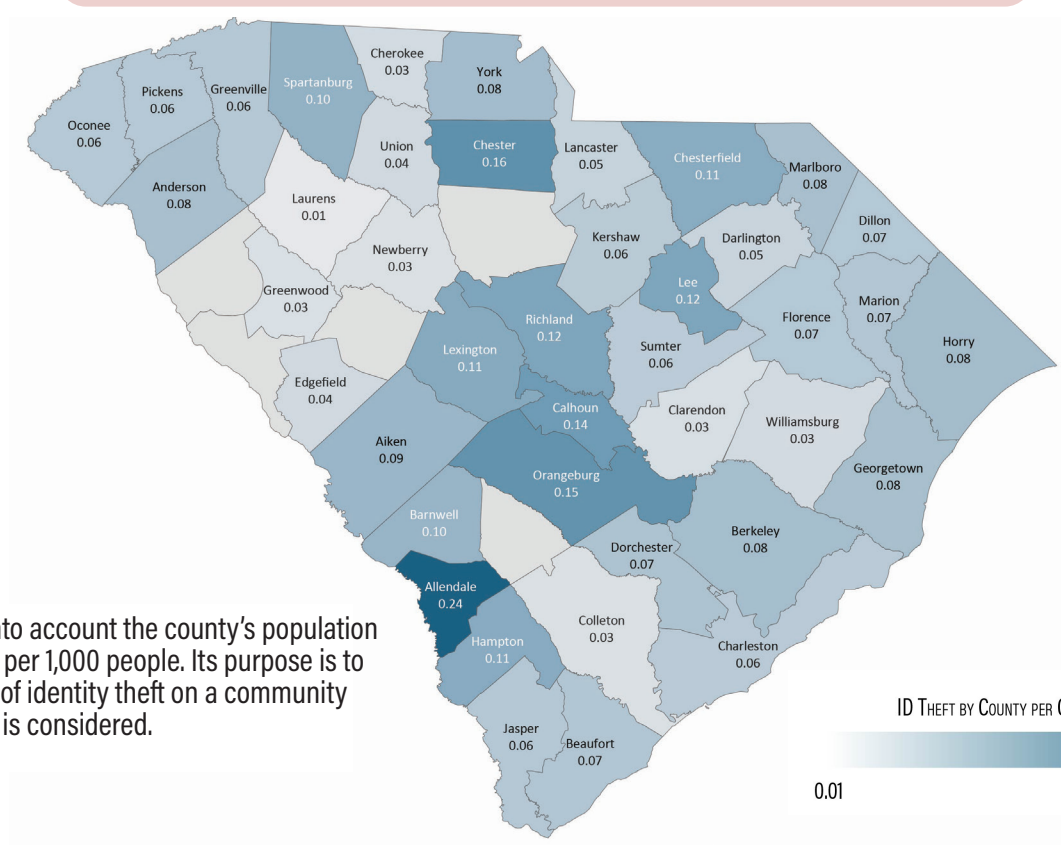 Cherokee
0.03
York
0.08
Spartanburg
0.10
Pickens
0.06
Greenville
0.06
Oconee
0.06
Union
0.04
Chester
0.16
Lancaster
0.05
Chesterfield
0.11
Marlboro
0.08
Anderson
0.08
Laurens
0.01
Dillon
0.07
Newberry
0.03
Kershaw
0.06
Darlington
0.05
Greenwood
0.03
Lee
0.12
Marion
0.07
Richland
0.12
Florence
0.07
Horry
0.08
Lexington
0.11
Sumter
0.06
Edgefield
0.04
Calhoun
0.14
Clarendon
0.03
Williamsburg
0.03
Aiken
0.09
Orangeburg
0.15
Georgetown
0.08
Barnwell
0.10
Berkeley
0.08
Dorchester
0.07
Allendale
0.24
Colleton
0.03
Hampton
0.11
Charleston
0.06
Jasper
0.06
Beaufort
0.07
to account the county's population
per 1,000 people. Its purpose is to
of identity theft on a community
is considered.
ID Theft by County per
0.01